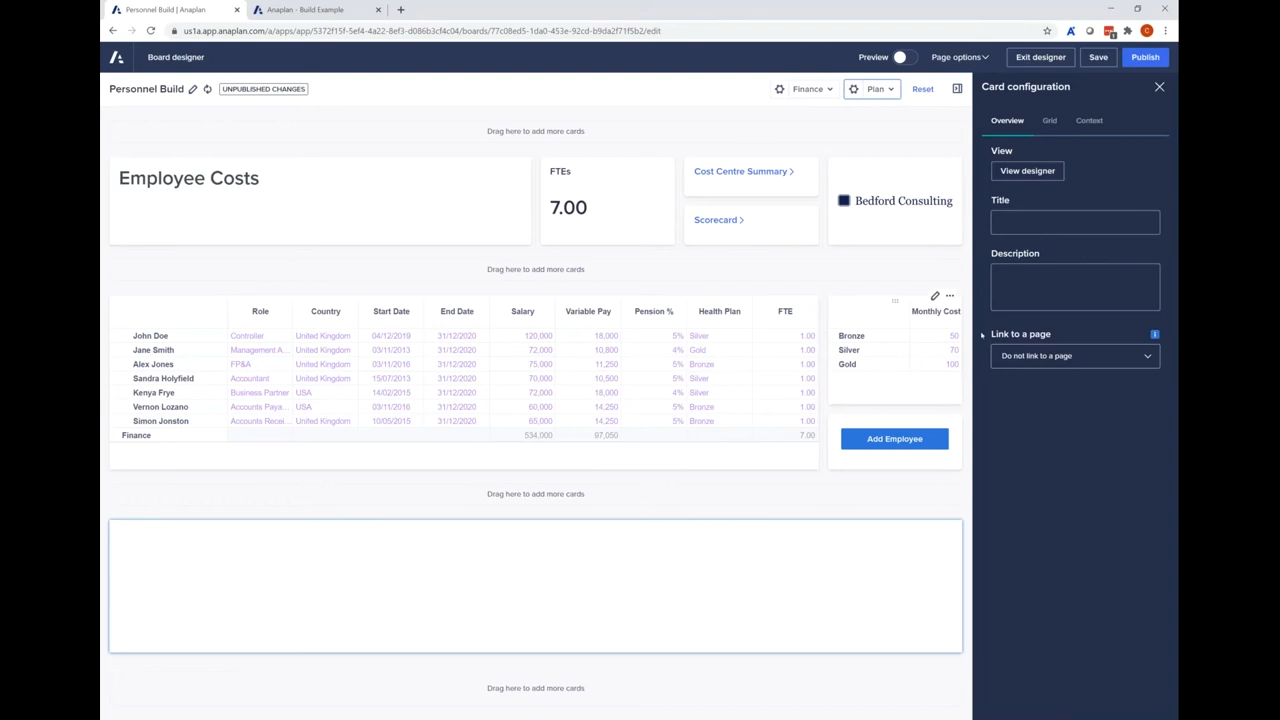 Personnel Build | Anaplan
Anaplan - Build Example
us1a.app.anaplan.com/a/apps/app/5372f15f-5ef4-4a22-8ef3-d086b3cf4c04/boards/77c08ed5-1da0-453e-92cd-b9da2f71f5b2/edit
Board designer
Preview
Page options
Exit designer
Save
Publish
Personnel Build
UNPUBLISHED CHANGES
Finance
Plan
Reset
Drag here to add more cards
Employee Costs
FTEs
7.00
Cost Centre Summary
Scorecard
Bedford Consulting
Drag here to add more cards
Role Country Start Date End Date Salary Variable Pay Pension % Health Plan FTE
John Doe Controller United Kingdom 04/12/2019 31/12/2020 120,000 18,000 5% Silver 1.00
Jane Smith Management A... United Kingdom 03/11/2013 31/12/2020 72,000 10,800 4% Gold 1.00
Alex Jones FP&A United Kingdom 03/11/2016 31/12/2020 75,000 11,250 5% Bronze 1.00
Sandra Holyfield Accountant United Kingdom 15/07/2013 31/12/2020 70,000 10,500 5% Silver 1.00
Kenya Frye Business Partner USA 14/02/2015 31/12/2020 72,000 18,000 4% Silver 1.00
Vernon Lozano Accounts Paya... USA 03/11/2016 31/12/2020 60,000 14,250 5% Bronze 1.00
Simon Jonston Accounts Recei... United Kingdom 10/05/2015 31/12/2020 65,000 14,250 5% Bronze 1.00
Finance 534,000 97,050 7.00
Monthly Cost
Bronze 50
Silver 70
Gold 100
Add Employee
Drag here to add more cards
Drag here to add more cards
Card configuration
Overview Grid Context
View
View designer
Title
Description
Link to a page
Do not link to a page